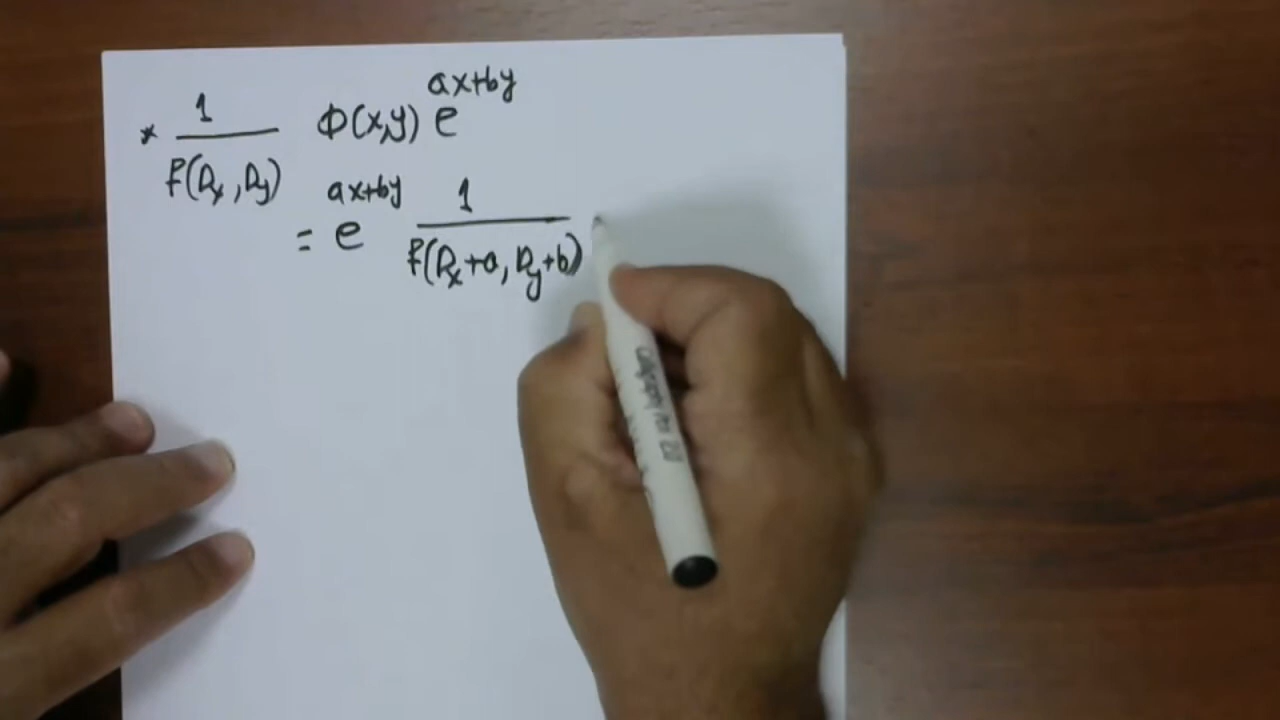 * 1/F(Dx, Dy) Φ(x,y) e^ax+by
= e^ax+by 1/F(Dx+a, Dy+b)